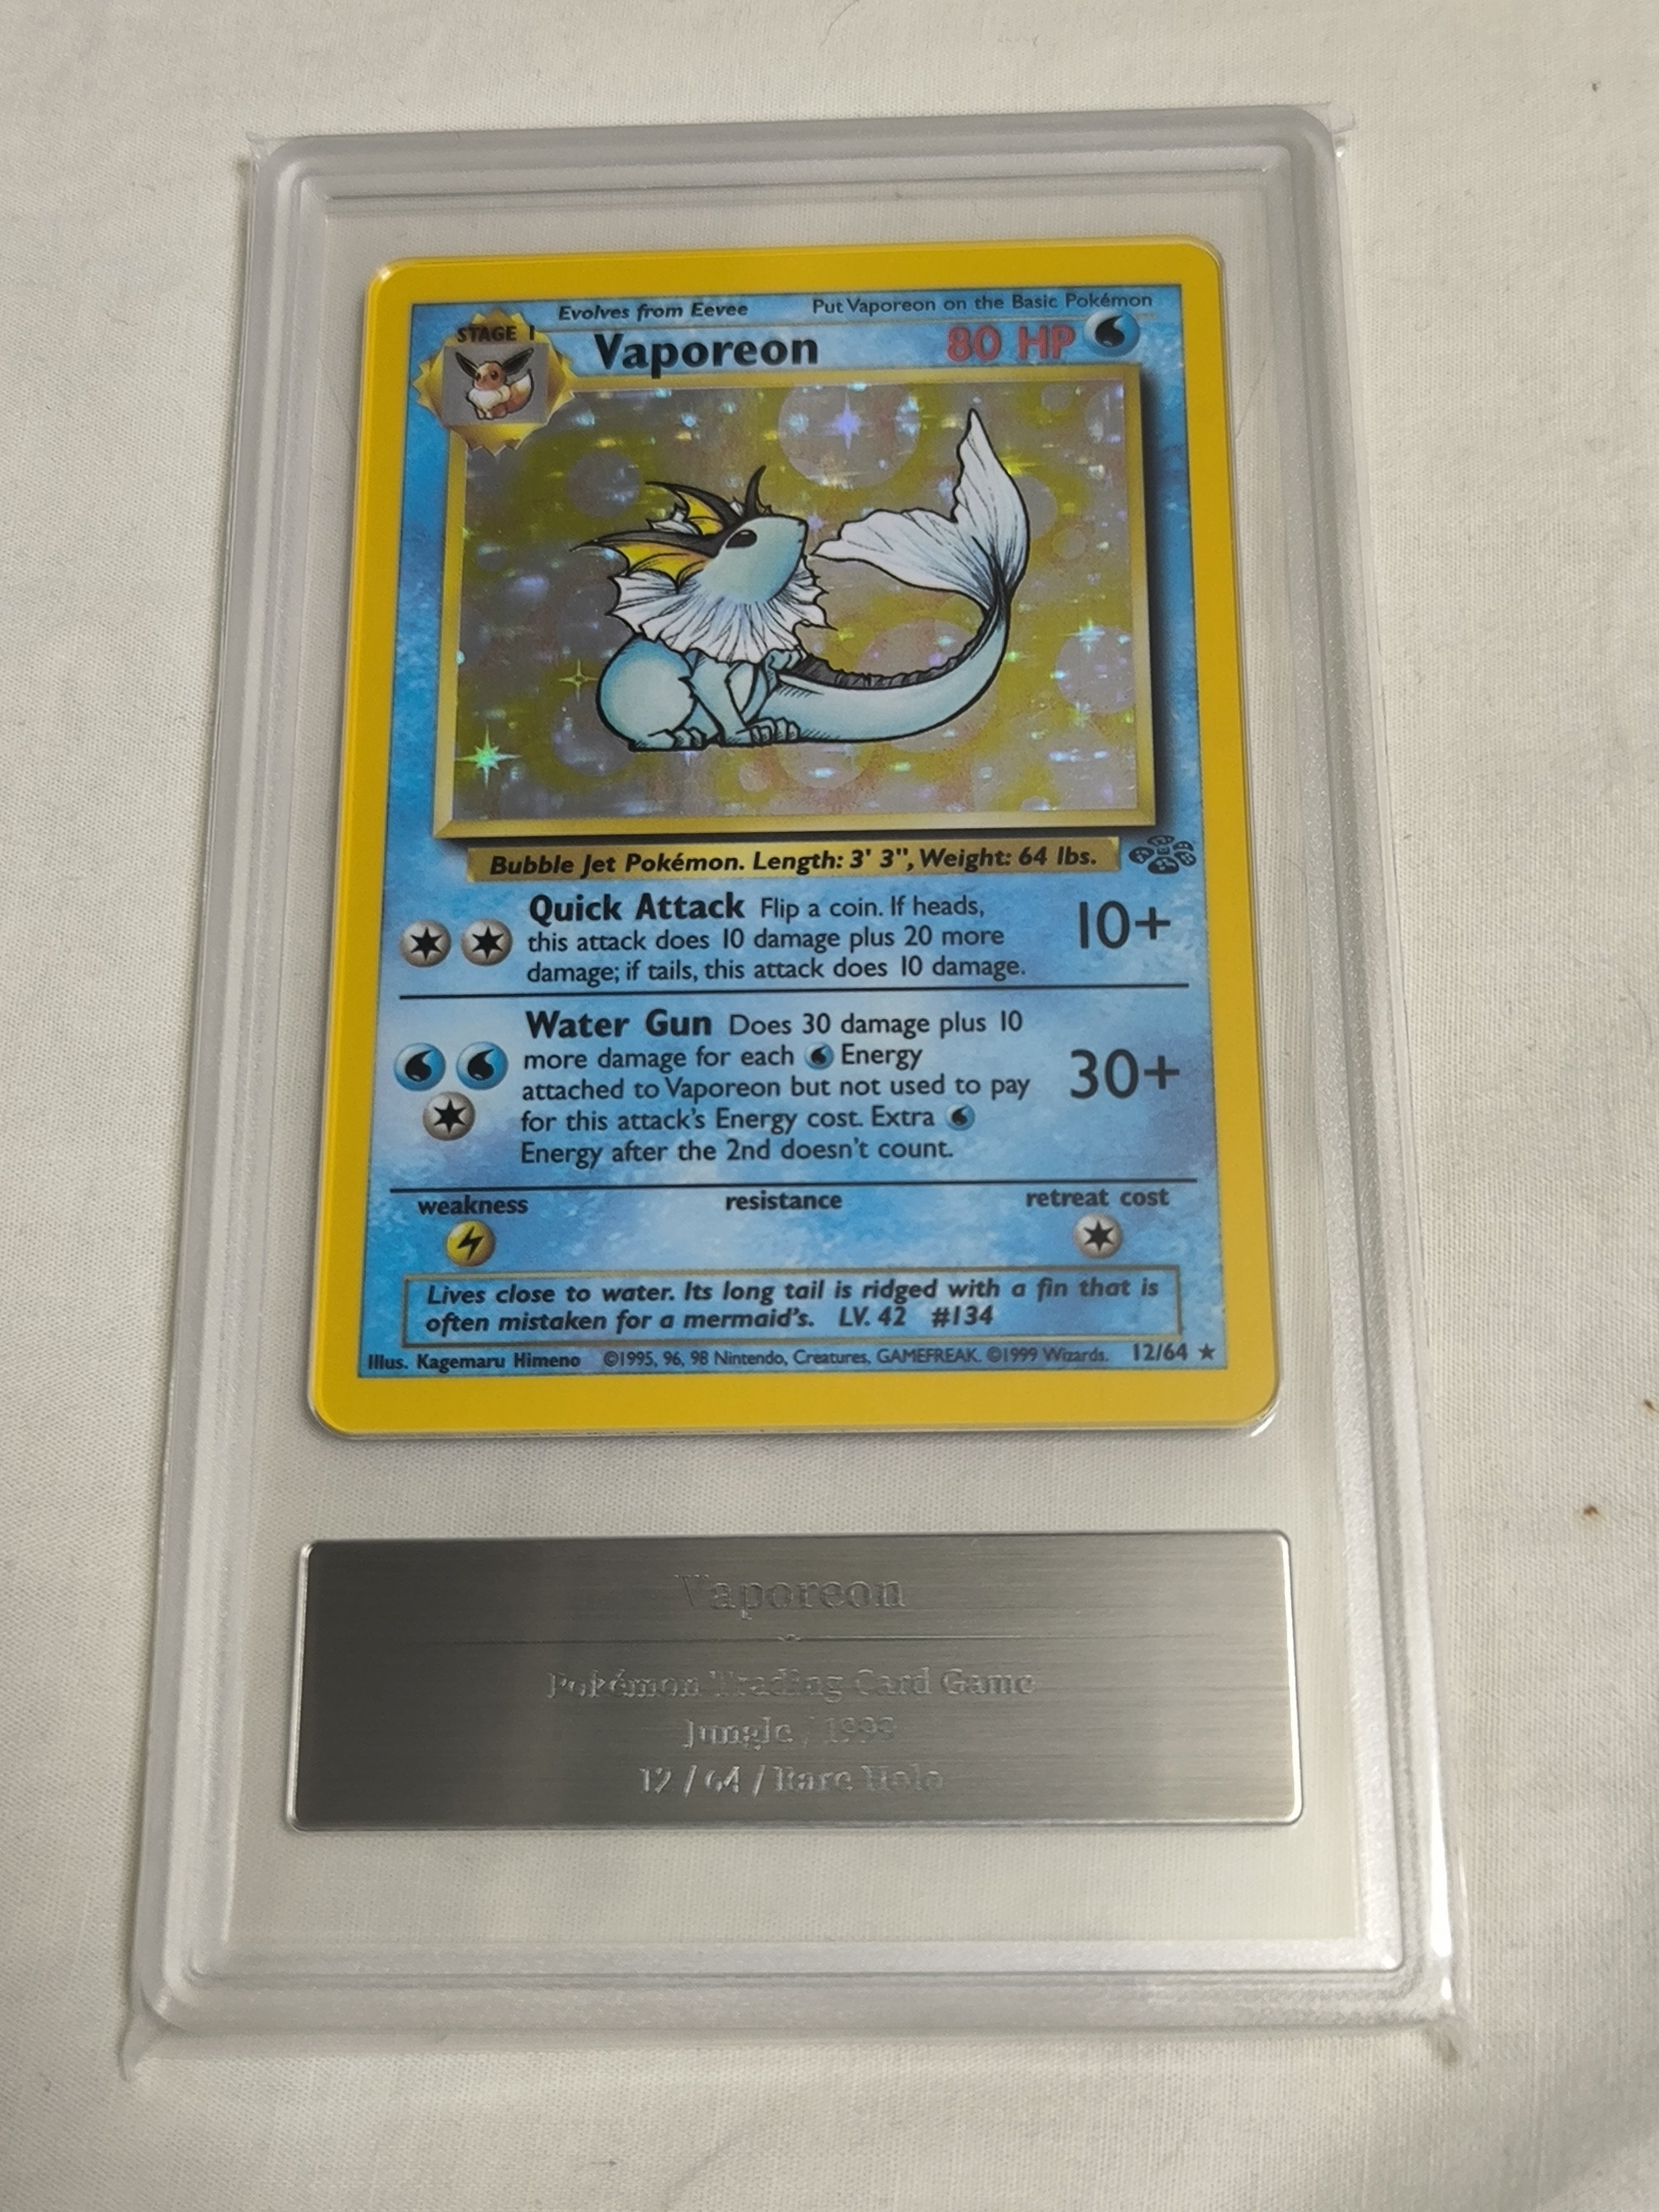 Evolves from Eevee Put Vaporeon on the Basic Pokémon
STAGE 1
Vaporeon 80 HP
Bubble Jet Pokémon. Length: 3' 3", Weight: 64 lbs.
Quick Attack Flip a coin. If heads,
this attack does 10 damage plus 20 more
damage; if tails, this attack does 10 damage.
10+
Water Gun Does 30 damage plus 10
more damage for each Energy
attached to Vaporeon but not used to pay
for this attack's Energy cost. Extra
Energy after the 2nd doesn't count.
30+
weakness resistance retreat cost
Lives close to water. Its long tail is ridged with a fin that is
often mistaken for a mermaid's. LV. 42 #134
Illus. Kagemaru Himeno ©1995, 96, 98 Nintendo, Creatures, GAMEFREAK. ©1999 Wizards. 12/64 ★
Vaporeon
Pokémon Trading Card Game
Jungle / 1999
12 / 64 / Rare Holo